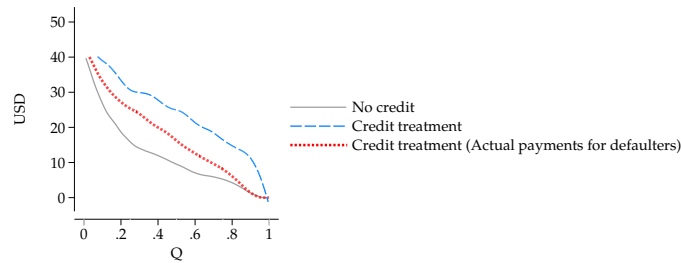 50
40
30
20
10
0
USD
0 .2 .4 .6 .8 1
Q
No credit
Credit treatment
Credit treatment (Actual payments for defaulters)